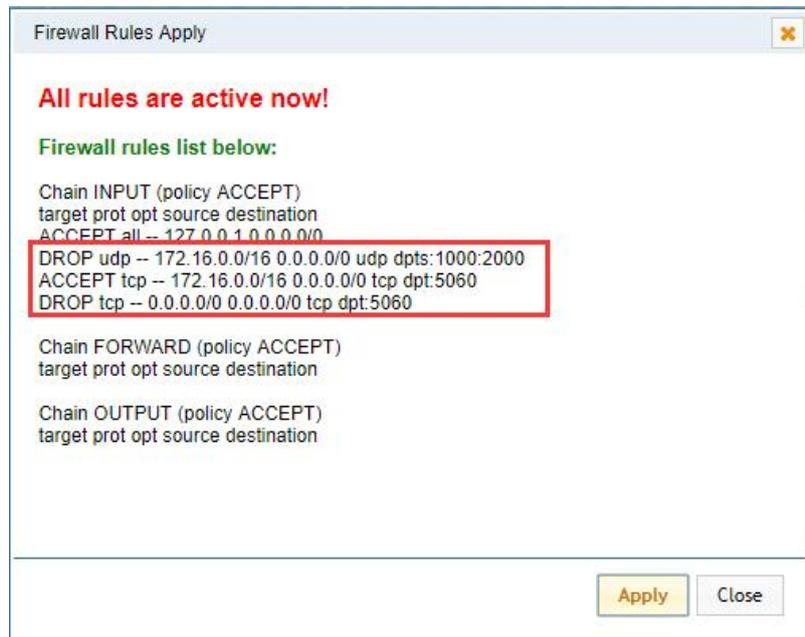 Firewall Rules Apply
All rules are active now!
Firewall rules list below:
Chain INPUT (policy ACCEPT)
target prot opt source destination
ACCEPT all -- 127.0.0.1 0.0.0.0/0
DROP udp -- 172.16.0.0/16 0.0.0.0/0 udp dpts:1000:2000
ACCEPT tcp -- 172.16.0.0/16 0.0.0.0/0 tcp dpt:5060
DROP tcp -- 0.0.0.0/0 0.0.0.0/0 tcp dpt:5060
Chain FORWARD (policy ACCEPT)
target prot opt source destination
Chain OUTPUT (policy ACCEPT)
target prot opt source destination
Apply
Close